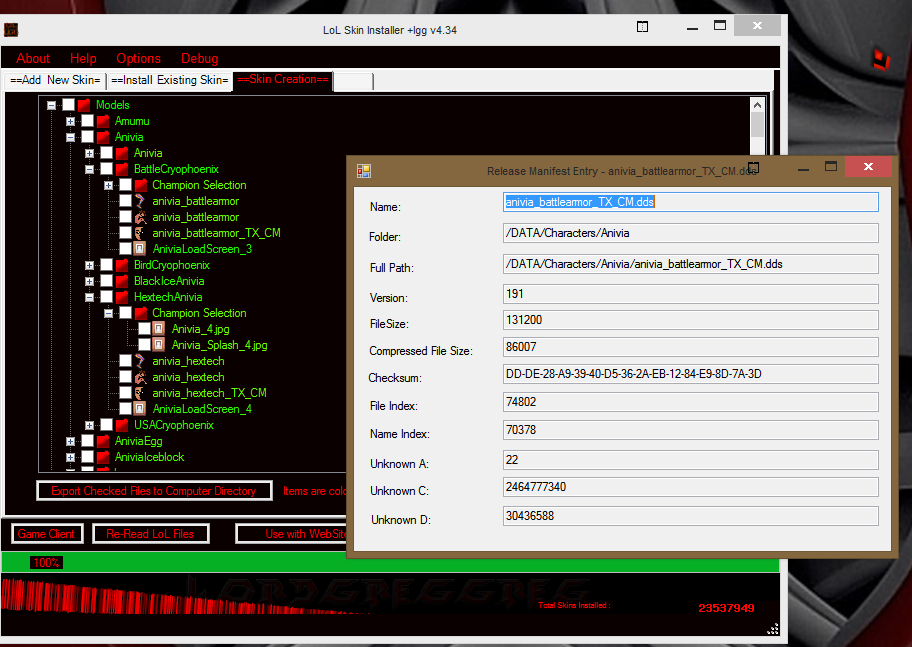 LoL Skin Installer +lgg v4.34
About Help Options Debug
==Add New Skin= ==Install Existing Skin= ==Skin Creation==
Models
Amumu
Anivia
Anivia
BattleCryophoenix
Champion Selection
anivia_battlearmor
anivia_battlearmor
anivia_battlearmor_TX_CM
AniviaLoadScreen_3
BirdCryophoenix
BlackIceAnivia
HextechAnivia
Champion Selection
Anivia_4.jpg
Anivia_Splash_4.jpg
anivia_hextech
anivia_hextech
anivia_hextech_TX_CM
AniviaLoadScreen_4
USACryophoenix
AniviaEgg
AniviaIceblock
Export Checked Files to Computer Directory Items are colo
Game Client Re-Read LoL Files Use with WebSite
100%
LORDGREGGREG
Total Skins Installed : 23537949
Release Manifest Entry - anivia_battlearmor_TX_CM.dds
Name: anivia_battlearmor_TX_CM.dds
Folder: /DATA/Characters/Anivia
Full Path: /DATA/Characters/Anivia/anivia_battlearmor_TX_CM.dds
Version: 191
FileSize: 131200
Compressed File Size: 86007
Checksum: DD-DE-28-A9-39-40-D5-36-2A-EB-12-84-E9-8D-7A-3D
File Index: 74802
Name Index: 70378
Unknown A: 22
Unknown C: 2464777340
Unknown D: 30436588